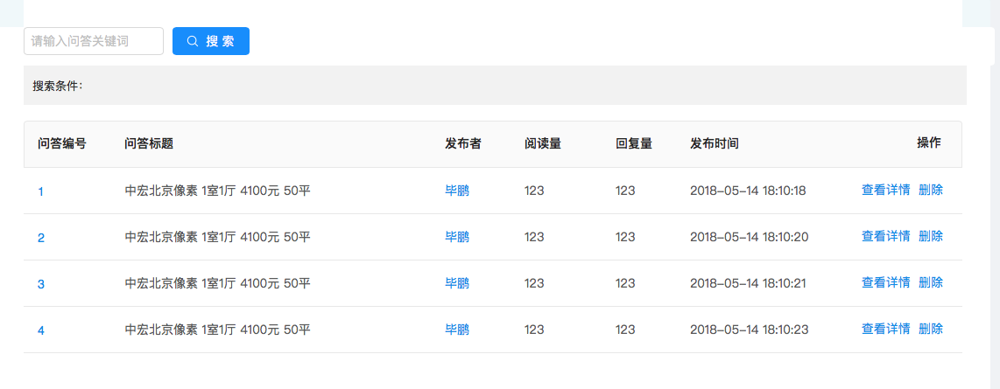 请输入问答关键词 搜 索
搜索条件：
问答编号 问答标题 发布者 阅读量 回复量 发布时间 操作
1 中宏北京像素 1室1厅 4100元 50平 毕鹏 123 123 2018-05-14 18:10:18 查看详情 删除
2 中宏北京像素 1室1厅 4100元 50平 毕鹏 123 123 2018-05-14 18:10:20 查看详情 删除
3 中宏北京像素 1室1厅 4100元 50平 毕鹏 123 123 2018-05-14 18:10:21 查看详情 删除
4 中宏北京像素 1室1厅 4100元 50平 毕鹏 123 123 2018-05-14 18:10:23 查看详情 删除